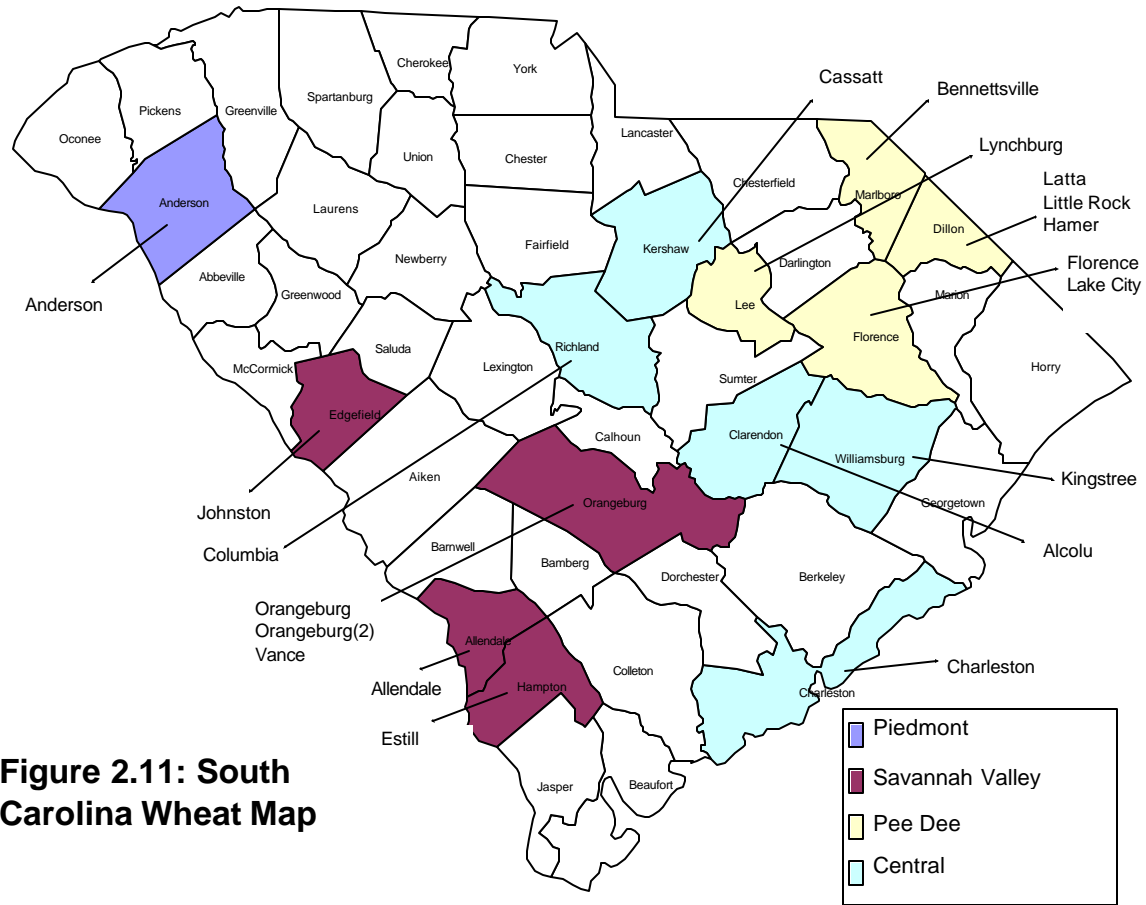 Cassatt
Bennettsville
Lynchburg
Latta
Little Rock
Hamer
Florence
Lake City
Kingstree
Alcolu
Charleston
Cherokee
York
Spartanburg
Greenville
Pickens
Oconee
Union
Chester
Lancaster
Chesterfield
Marlboro
Dillon
Anderson
Laurens
Fairfield
Kershaw
Darlington
Newberry
Abbeville
Greenwood
Lee
Marion
Florence
Horry
Saluda
McCormick
Lexington
Richland
Sumter
Edgefield
Calhoun
Clarendon
Williamsburg
Georgetown
Aiken
Orangeburg
Barnwell
Bamberg
Dorchester
Berkeley
Allendale
Hampton
Colleton
Charleston
Jasper
Beaufort
Anderson
Johnston
Columbia
Orangeburg
Orangeburg(2)
Vance
Allendale
Estill
Piedmont
Savannah Valley
Pee Dee
Central
Figure 2.11: South
Carolina Wheat Map